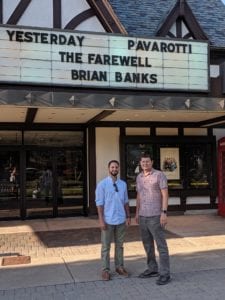 YESTERDAY PAVAROTTI
THE FAREWELL
BRIAN BANKS